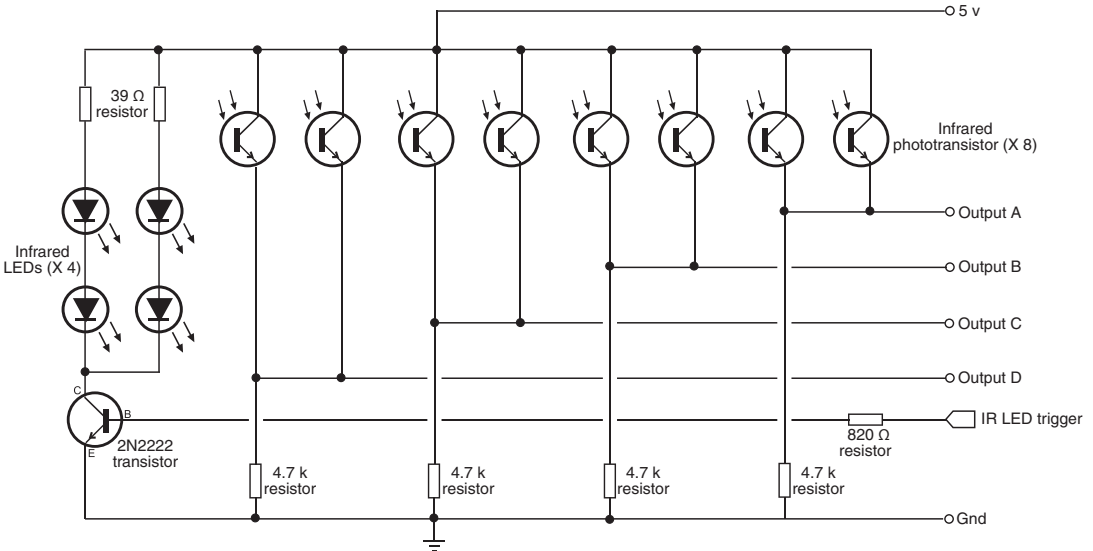 5 v
39 Ω
resistor
Infrared
phototransistor (X 8)
Output A
Infrared
LEDs (X 4)
Output B
Output C
Output D
C
B
IR LED trigger
E
2N2222
transistor
820 Ω
resistor
4.7 k
resistor
4.7 k
resistor
4.7 k
resistor
4.7 k
resistor
Gnd